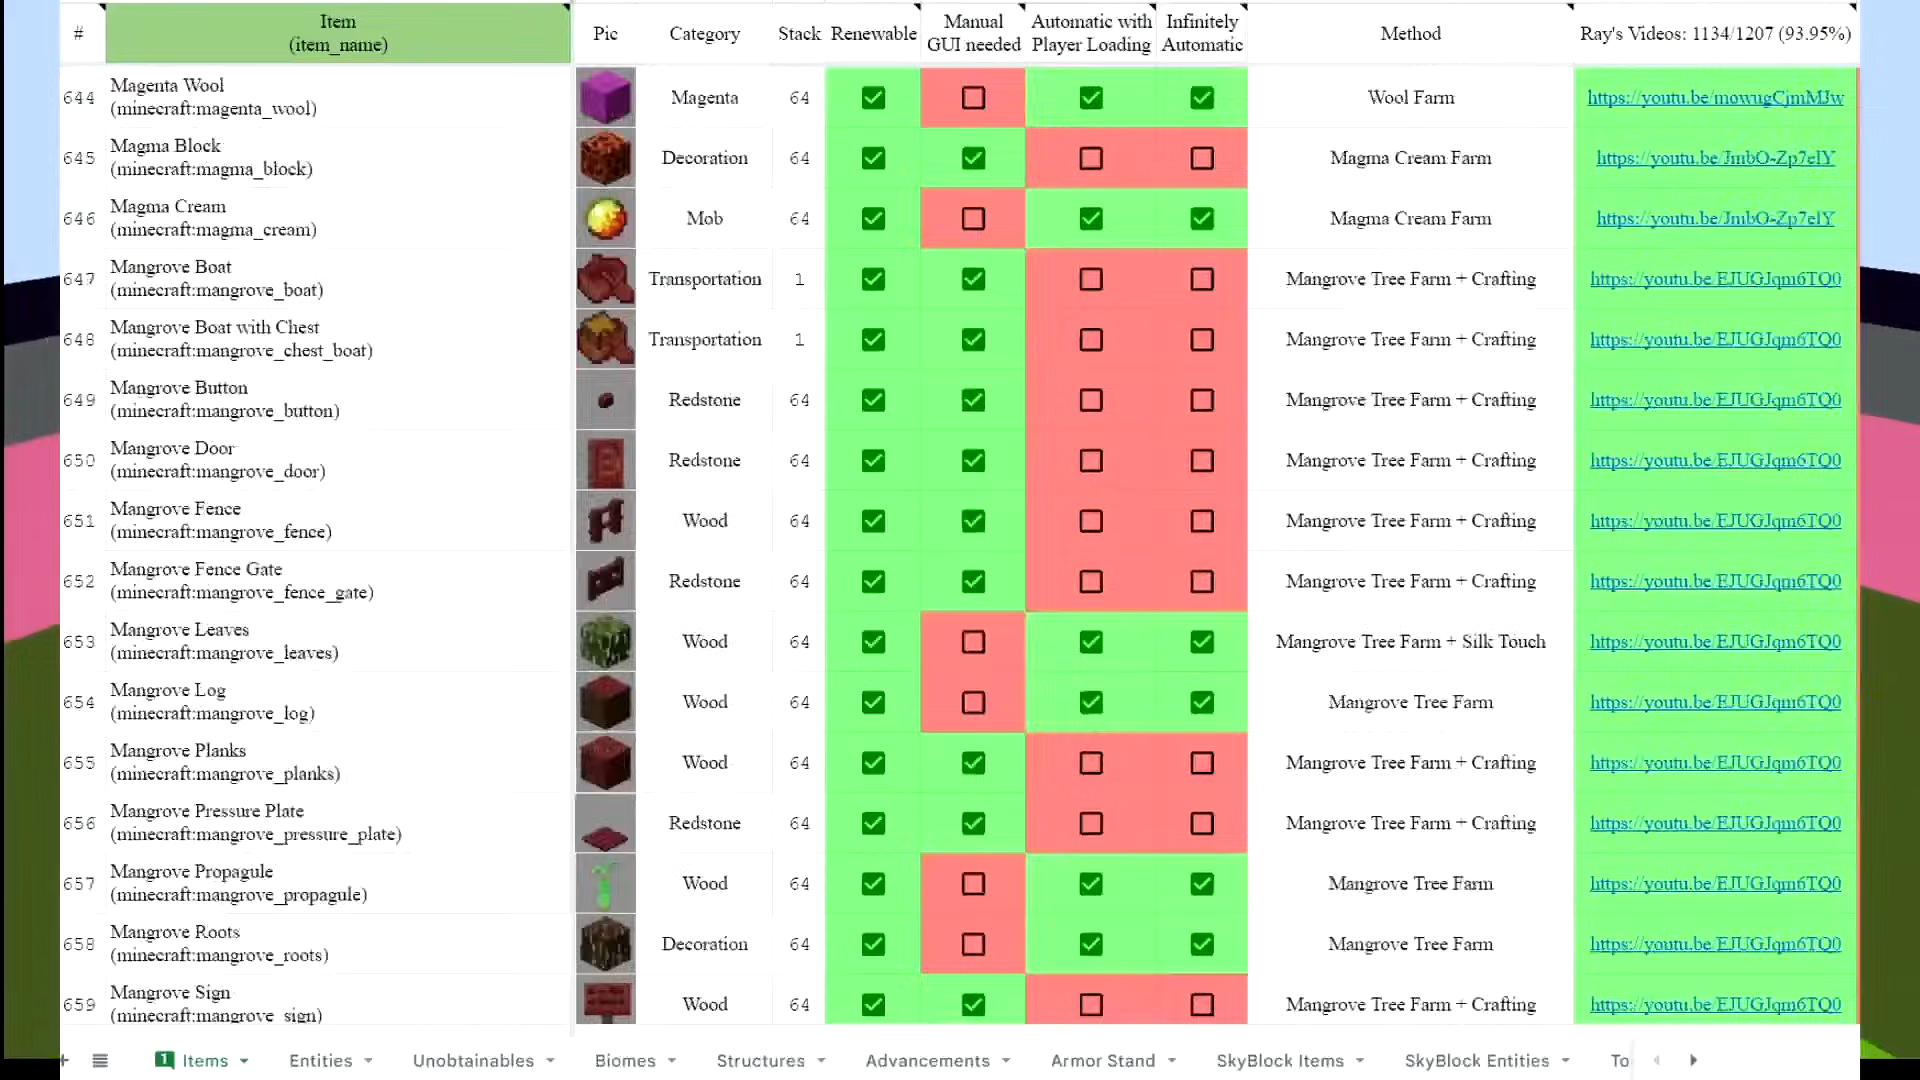 # Item (item_name) Pic Category Stack Renewable Manual GUI needed Automatic with Player Loading Infinitely Automatic Method Ray's Videos: 1134/1207 (93.95%)
644 Magenta Wool (minecraft:magenta_wool) Magenta 64 Wool Farm https://youtu.be/mowugCjmMJw
645 Magma Block (minecraft:magma_block) Decoration 64 Magma Cream Farm https://youtu.be/JmbO-Zp7elY
646 Magma Cream (minecraft:magma_cream) Mob 64 Magma Cream Farm https://youtu.be/JmbO-Zp7elY
647 Mangrove Boat (minecraft:mangrove_boat) Transportation 1 Mangrove Tree Farm + Crafting https://youtu.be/EJUGJqm6TQ0
648 Mangrove Boat with Chest (minecraft:mangrove_chest_boat) Transportation 1 Mangrove Tree Farm + Crafting https://youtu.be/EJUGJqm6TQ0
649 Mangrove Button (minecraft:mangrove_button) Redstone 64 Mangrove Tree Farm + Crafting https://youtu.be/EJUGJqm6TQ0
650 Mangrove Door (minecraft:mangrove_door) Redstone 64 Mangrove Tree Farm + Crafting https://youtu.be/EJUGJqm6TQ0
651 Mangrove Fence (minecraft:mangrove_fence) Wood 64 Mangrove Tree Farm + Crafting https://youtu.be/EJUGJqm6TQ0
652 Mangrove Fence Gate (minecraft:mangrove_fence_gate) Redstone 64 Mangrove Tree Farm + Crafting https://youtu.be/EJUGJqm6TQ0
653 Mangrove Leaves (minecraft:mangrove_leaves) Wood 64 Mangrove Tree Farm + Silk Touch https://youtu.be/EJUGJqm6TQ0
654 Mangrove Log (minecraft:mangrove_log) Wood 64 Mangrove Tree Farm https://youtu.be/EJUGJqm6TQ0
655 Mangrove Planks (minecraft:mangrove_planks) Wood 64 Mangrove Tree Farm + Crafting https://youtu.be/EJUGJqm6TQ0
656 Mangrove Pressure Plate (minecraft:mangrove_pressure_plate) Redstone 64 Mangrove Tree Farm + Crafting https://youtu.be/EJUGJqm6TQ0
657 Mangrove Propagule (minecraft:mangrove_propagule) Wood 64 Mangrove Tree Farm https://youtu.be/EJUGJqm6TQ0
658 Mangrove Roots (minecraft:mangrove_roots) Decoration 64 Mangrove Tree Farm https://youtu.be/EJUGJqm6TQ0
659 Mangrove Sign (minecraft:mangrove_sign) Wood 64 Mangrove Tree Farm + Crafting https://youtu.be/EJUGJqm6TQ0
1 Items Entities Unobtainables Biomes Structures Advancements Armor Stand SkyBlock Items SkyBlock Entities To